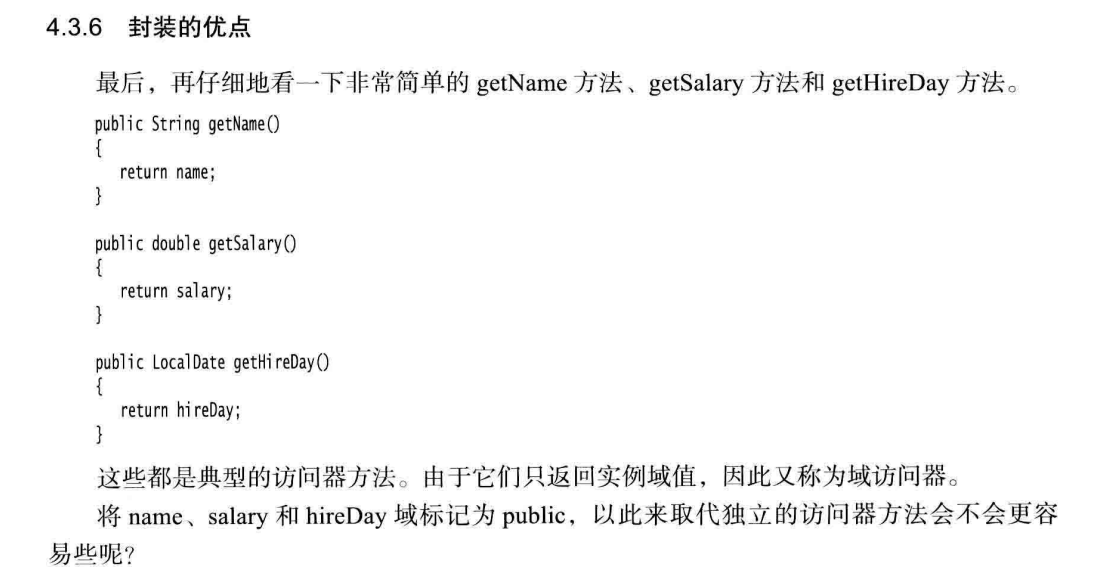 4.3.6 封装的优点
最后，再仔细地看一下非常简单的 getName 方法、getSalary 方法和 getHireDay 方法。
public String getName()
{
   return name;
}
public double getSalary()
{
   return salary;
}
public LocalDate getHireDay()
{
   return hireDay;
}
这些都是典型的访问器方法。由于它们只返回实例域值，因此又称为域访问器。
将 name、salary 和 hireDay 域标记为 public，以此来取代独立的访问器方法会不会更容
易些呢？